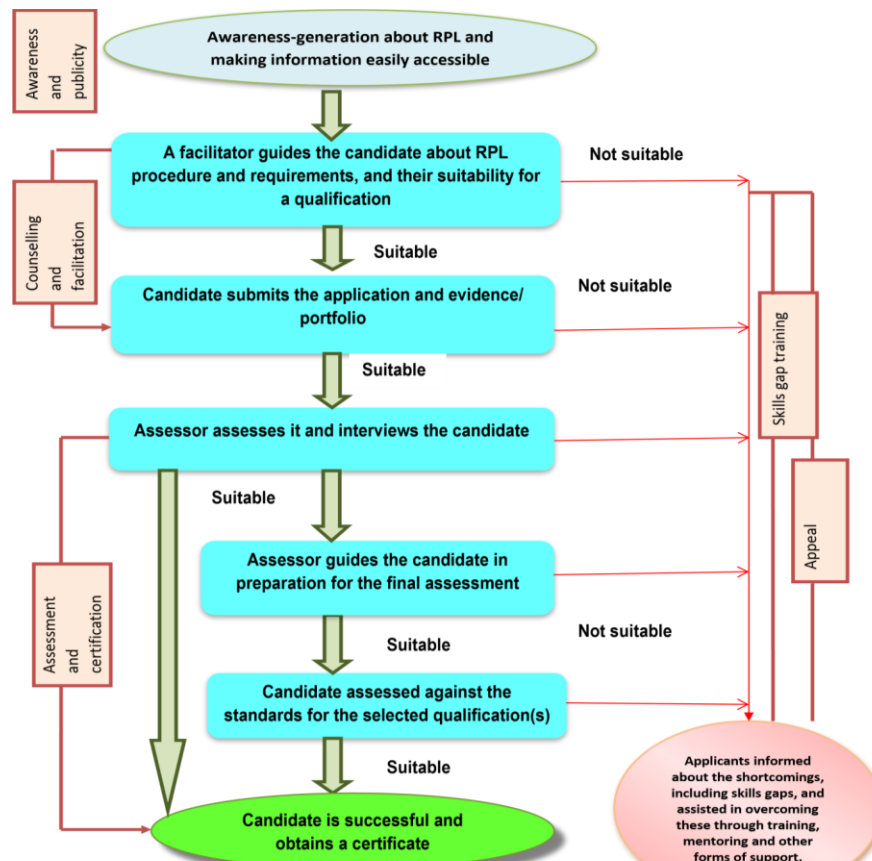 Awareness
and
publicity
Awareness-generation about RPL and
making information easily accessible
A facilitator guides the candidate about RPL
procedure and requirements, and their suitability for
a qualification
Not suitable
Counselling
and
facilitation
Suitable
Candidate submits the application and evidence/
portfolio
Not suitable
Skills gap training
Suitable
Assessor assesses it and interviews the candidate
Suitable
Appeal
Assessment
and
certification
Assessor guides the candidate in
preparation for the final assessment
Suitable
Not suitable
Candidate assessed against the
standards for the selected qualification(s)
Suitable
Candidate is successful and
obtains a certificate
Applicants informed
about the shortcomings,
including skills gaps, and
assisted in overcoming
these through training,
mentoring and other
forms of support.